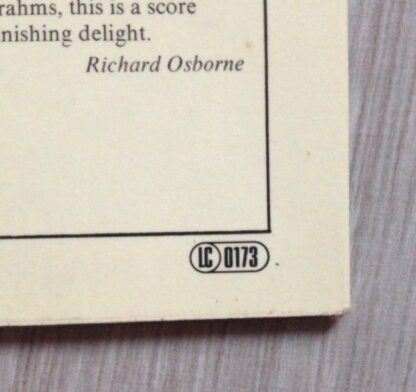 rahms, this is a score
nishing delight.
Richard Osborne
LC 0173